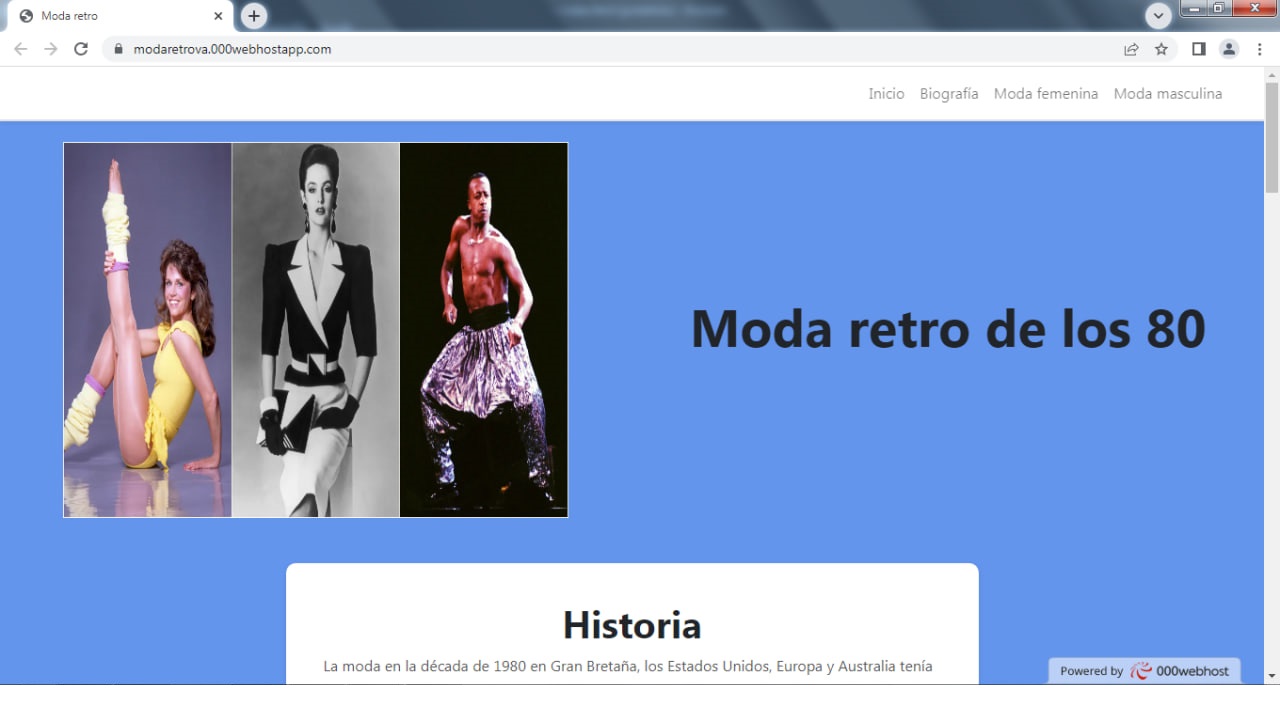 Moda retro
modaretrova.000webhostapp.com
Inicio Biografía Moda femenina Moda masculina
Moda retro de los 80
Historia
La moda en la década de 1980 en Gran Bretaña, los Estados Unidos, Europa y Australia tenía
Powered by 000webhost